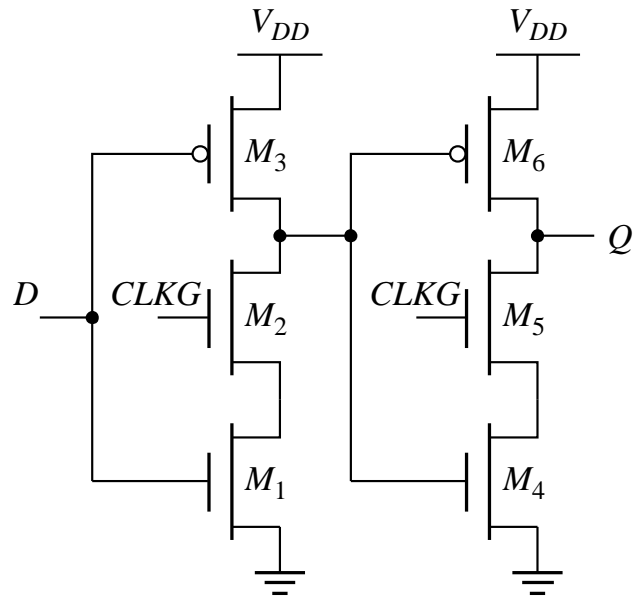 V_DD V_DD
M_3 M_6
Q
D CLKG M_2 CLKG M_5
M_1 M_4